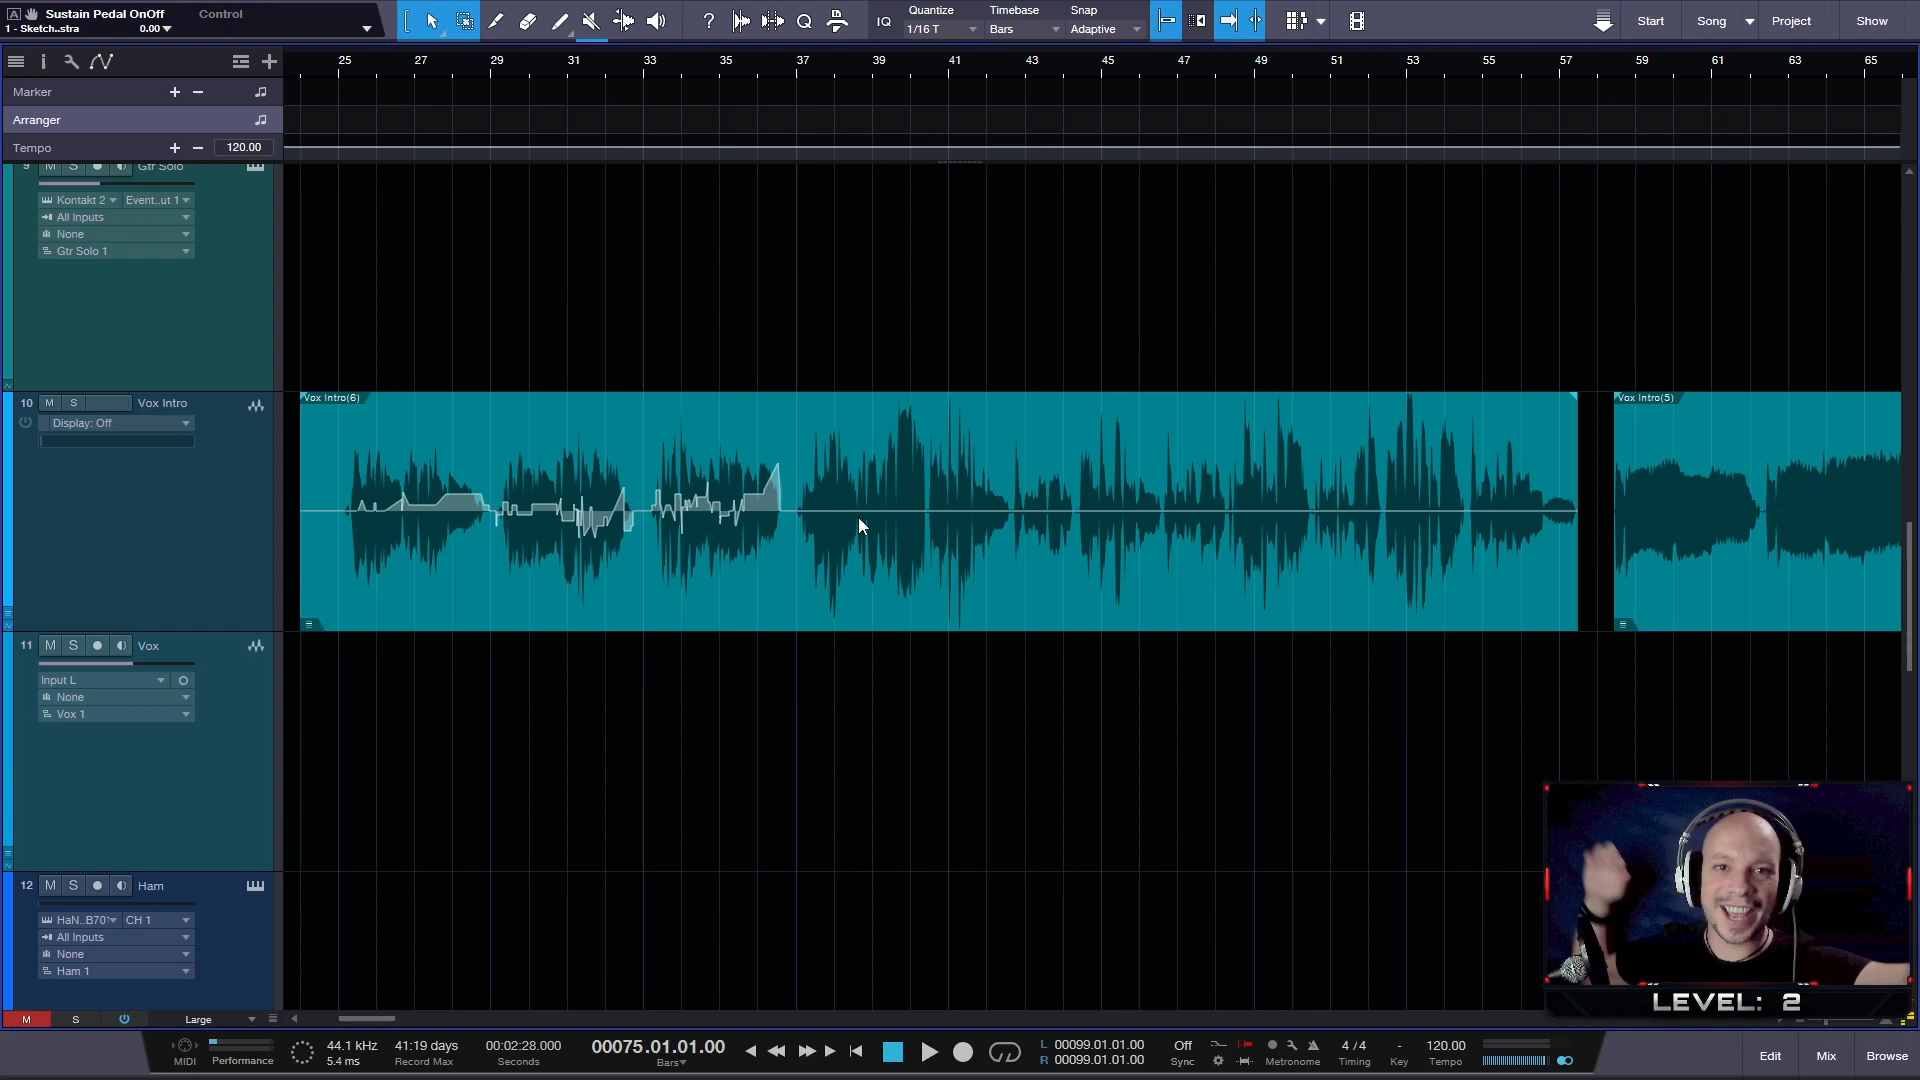 Sustain Pedal OnOff
Control
1 - Sketch..stra
0.00
IQ
Quantize
1/16 T
Timebase
Bars
Snap
Adaptive
Start
Song
Project
Show
25 27 29 31 33 35 37 39 41 43 45 47 49 51 53 55 57 59 61 63 65
Marker
Arranger
Tempo
120.00
9 M S Gtr Solo
Kontakt 2
Event..ut 1
All Inputs
None
Gtr Solo 1
10 M S Vox Intro
Display: Off
Vox Intro(6)
Vox Intro(5)
11 M S Vox
Input L
None
Vox 1
12 M S Ham
CH 1
All Inputs
None
Ham 1
LEVEL: 2
M S Large
MIDI
Performance
44.1 kHz
5.4 ms
41:19 days
Record Max
00:02:28.000
Seconds
00075.01.01.00
Bars
L 00099.01.01.00
R 00099.01.01.00
Off
Sync
Metronome
4 / 4
Timing
-
Key
120.00
Tempo
Edit
Mix
Browse